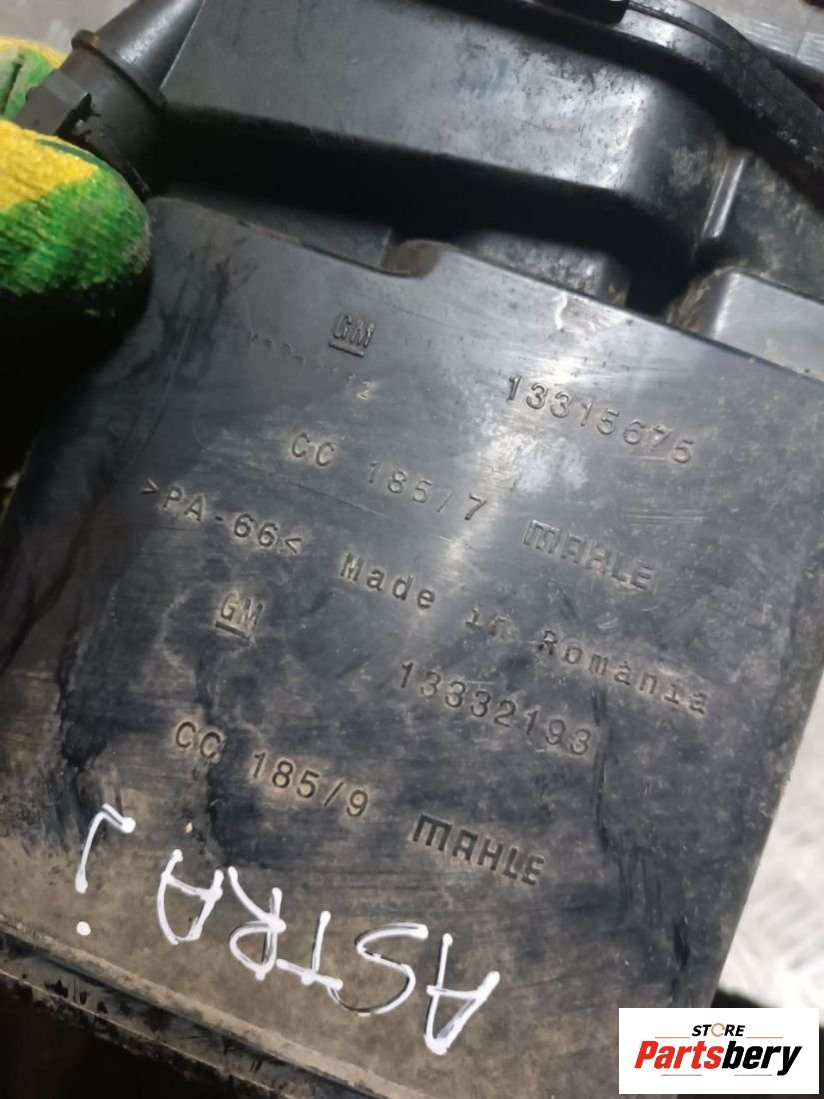 GM
13315675
CC 185/7 MAHLE
>PA-66< Made in România
GM
13332193
CC 185/9 MAHLE
ASTRA j
STORE
Partsbery